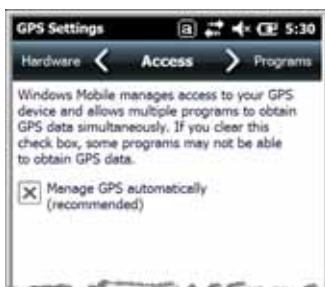 GPS Settings 5:30
Hardware Access Programs
Windows Mobile manages access to your GPS
device and allows multiple programs to obtain
GPS data simultaneously. If you clear this
check box, some programs may not be able
to obtain GPS data.
Manage GPS automatically
(recommended)